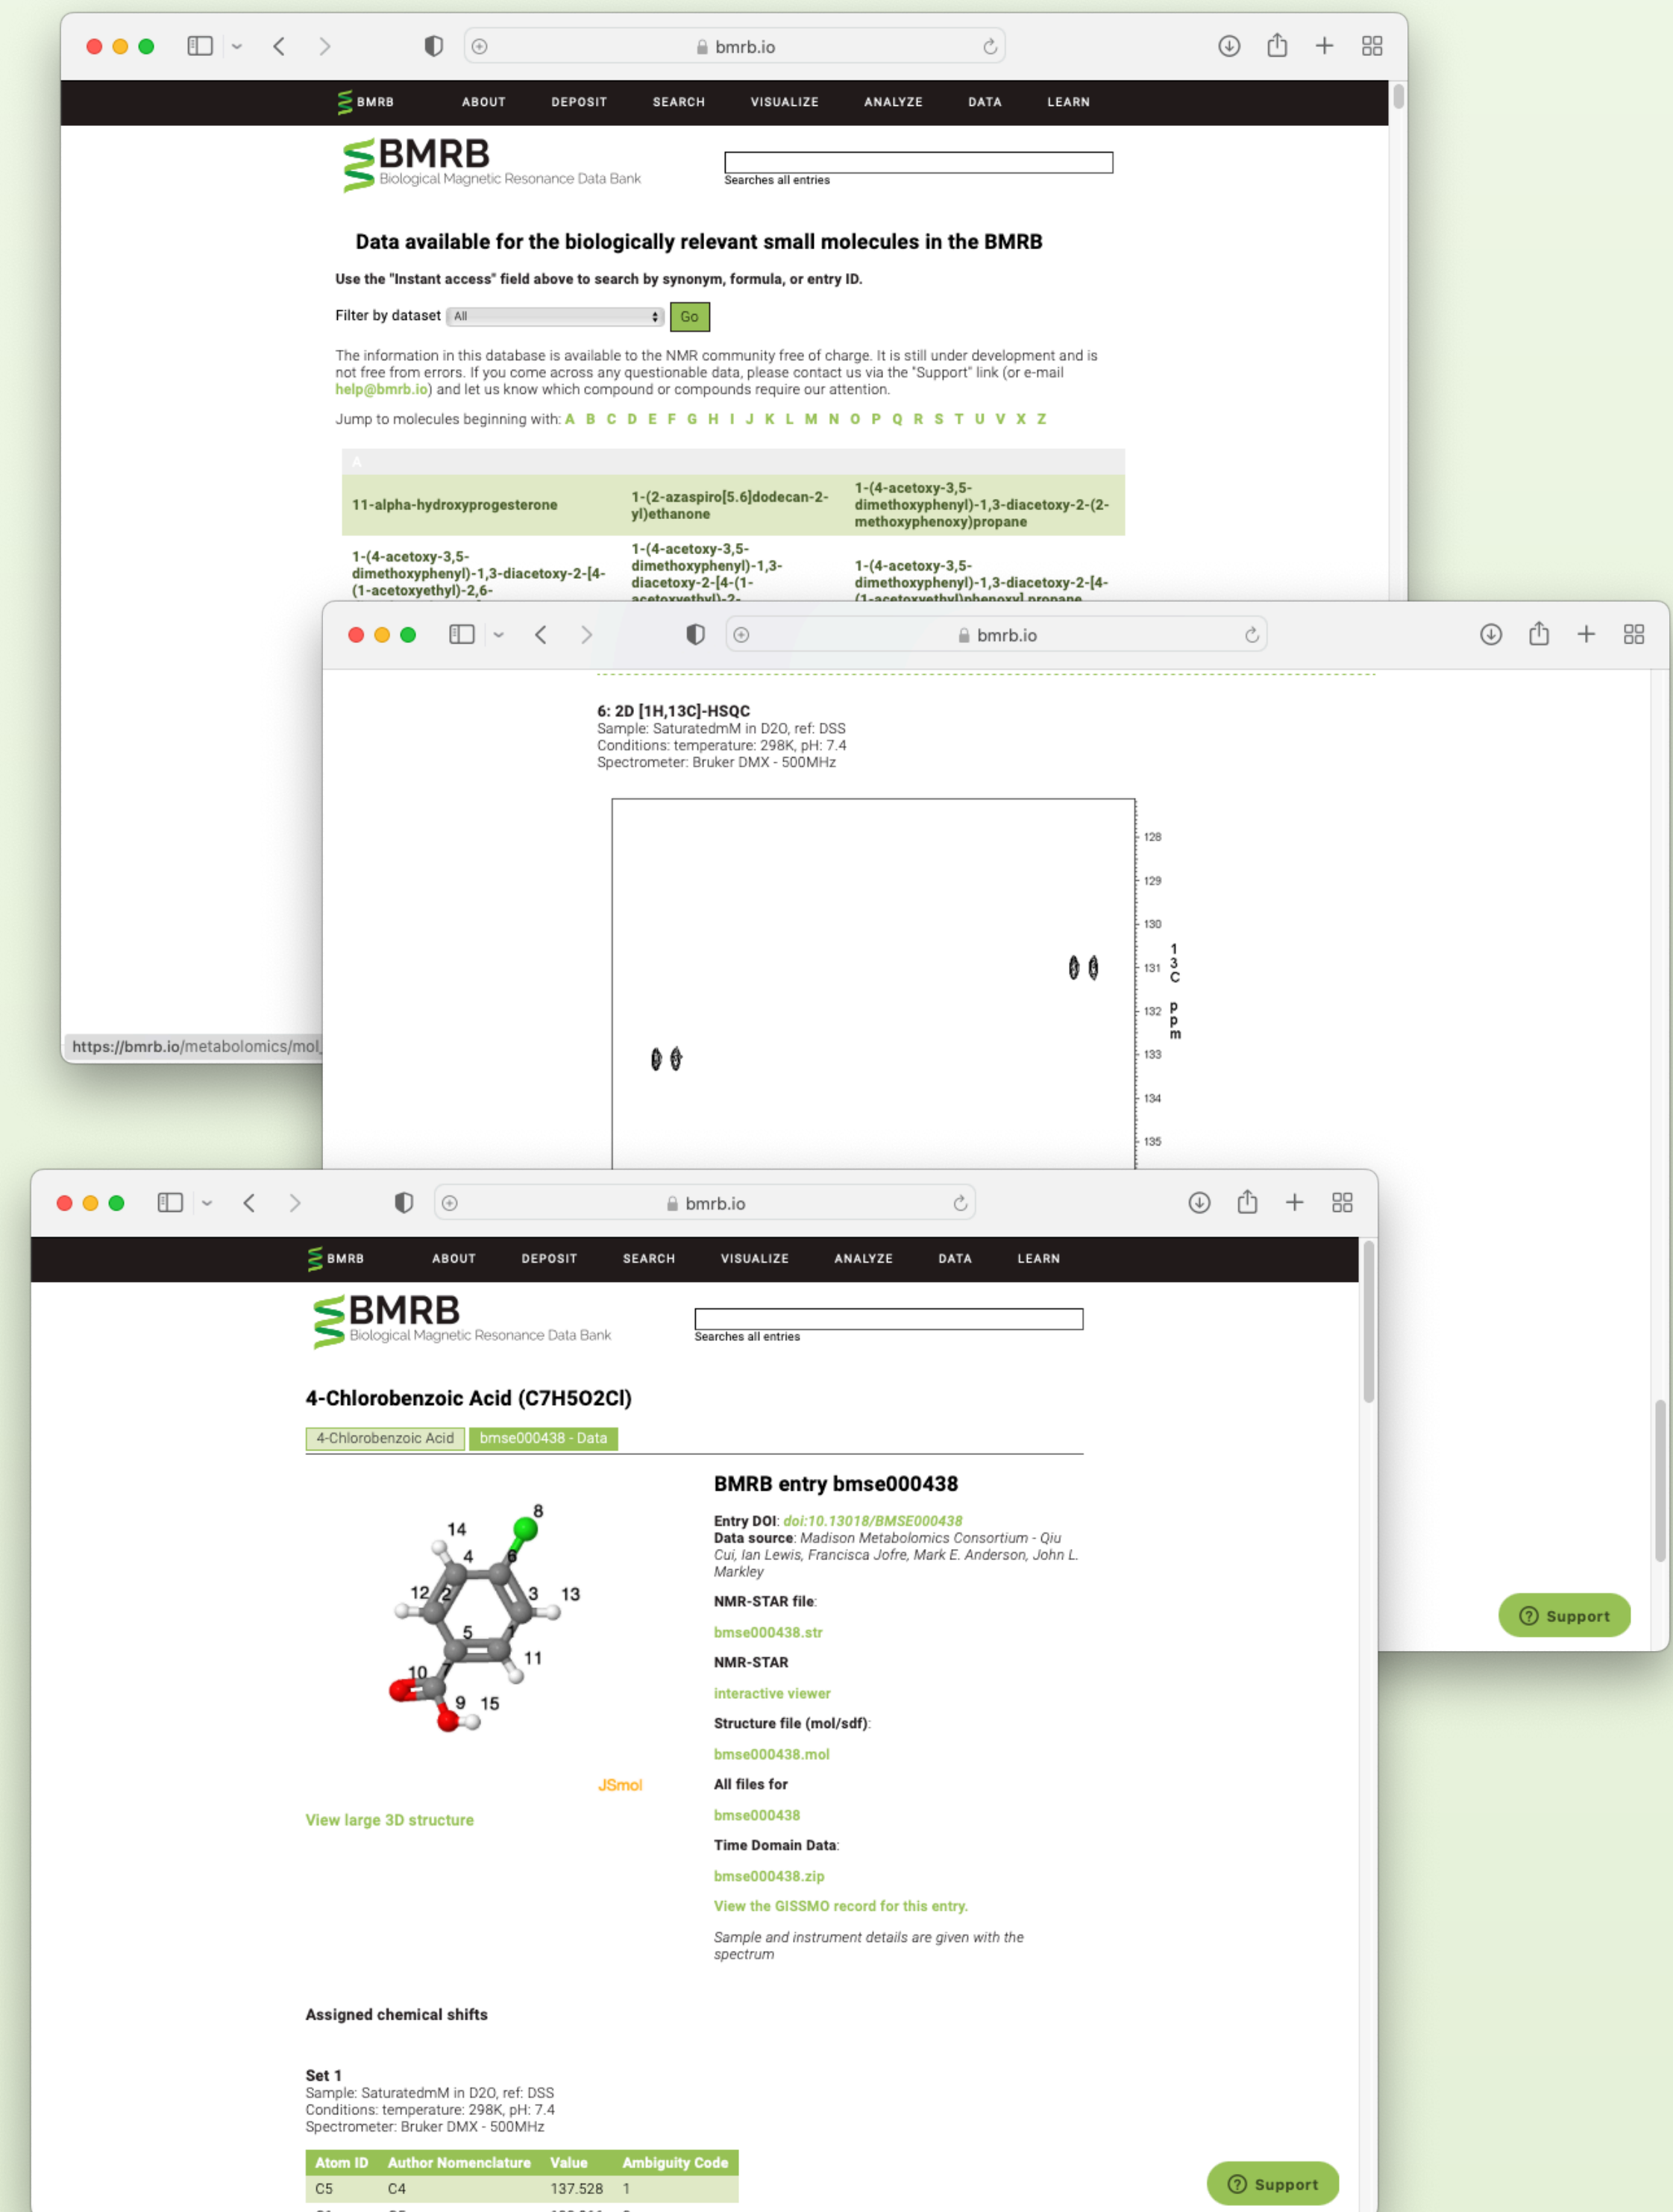 bmrb.io
BMRB ABOUT DEPOSIT SEARCH VISUALIZE ANALYZE DATA LEARN
BMRB
Biological Magnetic Resonance Data Bank
Searches all entries
Data available for the biologically relevant small molecules in the BMRB
Use the "Instant access" field above to search by synonym, formula, or entry ID.
Filter by dataset All Go
The information in this database is available to the NMR community free of charge. It is still under development and is
not free from errors. If you come across any questionable data, please contact us via the "Support" link (or e-mail
help@bmrb.io) and let us know which compound or compounds require our attention.
Jump to molecules beginning with: A B C D E F G H I J K L M N O P Q R S T U V X Z
A
11-alpha-hydroxyprogesterone
1-(2-azaspiro[5.6]dodecan-2-
yl)ethanone
1-(4-acetoxy-3,5-
dimethoxyphenyl)-1,3-diacetoxy-2-(2-
methoxyphenoxy)propane
1-(4-acetoxy-3,5-
dimethoxyphenyl)-1,3-diacetoxy-2-[4-
(1-acetoxyethyl)-2,6-
1-(4-acetoxy-3,5-
dimethoxyphenyl)-1,3-
diacetoxy-2-[4-(1-
acetoxyethyl)-2-
1-(4-acetoxy-3,5-
dimethoxyphenyl)-1,3-diacetoxy-2-[4-
(1-acetoxyethyl)phenoxy] propane
https://bmrb.io/metabolomics/mol_
bmrb.io
6: 2D [1H,13C]-HSQC
Sample: SaturatedmM in D2O, ref: DSS
Conditions: temperature: 298K, pH: 7.4
Spectrometer: Bruker DMX - 500MHz
128
129
130
131
132
133
134
135
13C ppm
Support
bmrb.io
BMRB ABOUT DEPOSIT SEARCH VISUALIZE ANALYZE DATA LEARN
BMRB
Biological Magnetic Resonance Data Bank
Searches all entries
4-Chlorobenzoic Acid (C7H5O2Cl)
4-Chlorobenzoic Acid bmse000438 - Data
8
14
4 6
12 2 3 13
5 1
11
10 7
9 15
JSmol
View large 3D structure
BMRB entry bmse000438
Entry DOI: doi:10.13018/BMSE000438
Data source: Madison Metabolomics Consortium - Qiu
Cui, Ian Lewis, Francisca Jofre, Mark E. Anderson, John L.
Markley
NMR-STAR file:
bmse000438.str
NMR-STAR
interactive viewer
Structure file (mol/sdf):
bmse000438.mol
All files for
bmse000438
Time Domain Data:
bmse000438.zip
View the GISSMO record for this entry.
Sample and instrument details are given with the
spectrum
Assigned chemical shifts
Set 1
Sample: SaturatedmM in D2O, ref: DSS
Conditions: temperature: 298K, pH: 7.4
Spectrometer: Bruker DMX - 500MHz
Atom ID Author Nomenclature Value Ambiguity Code
C5 C4 137.528 1
Support